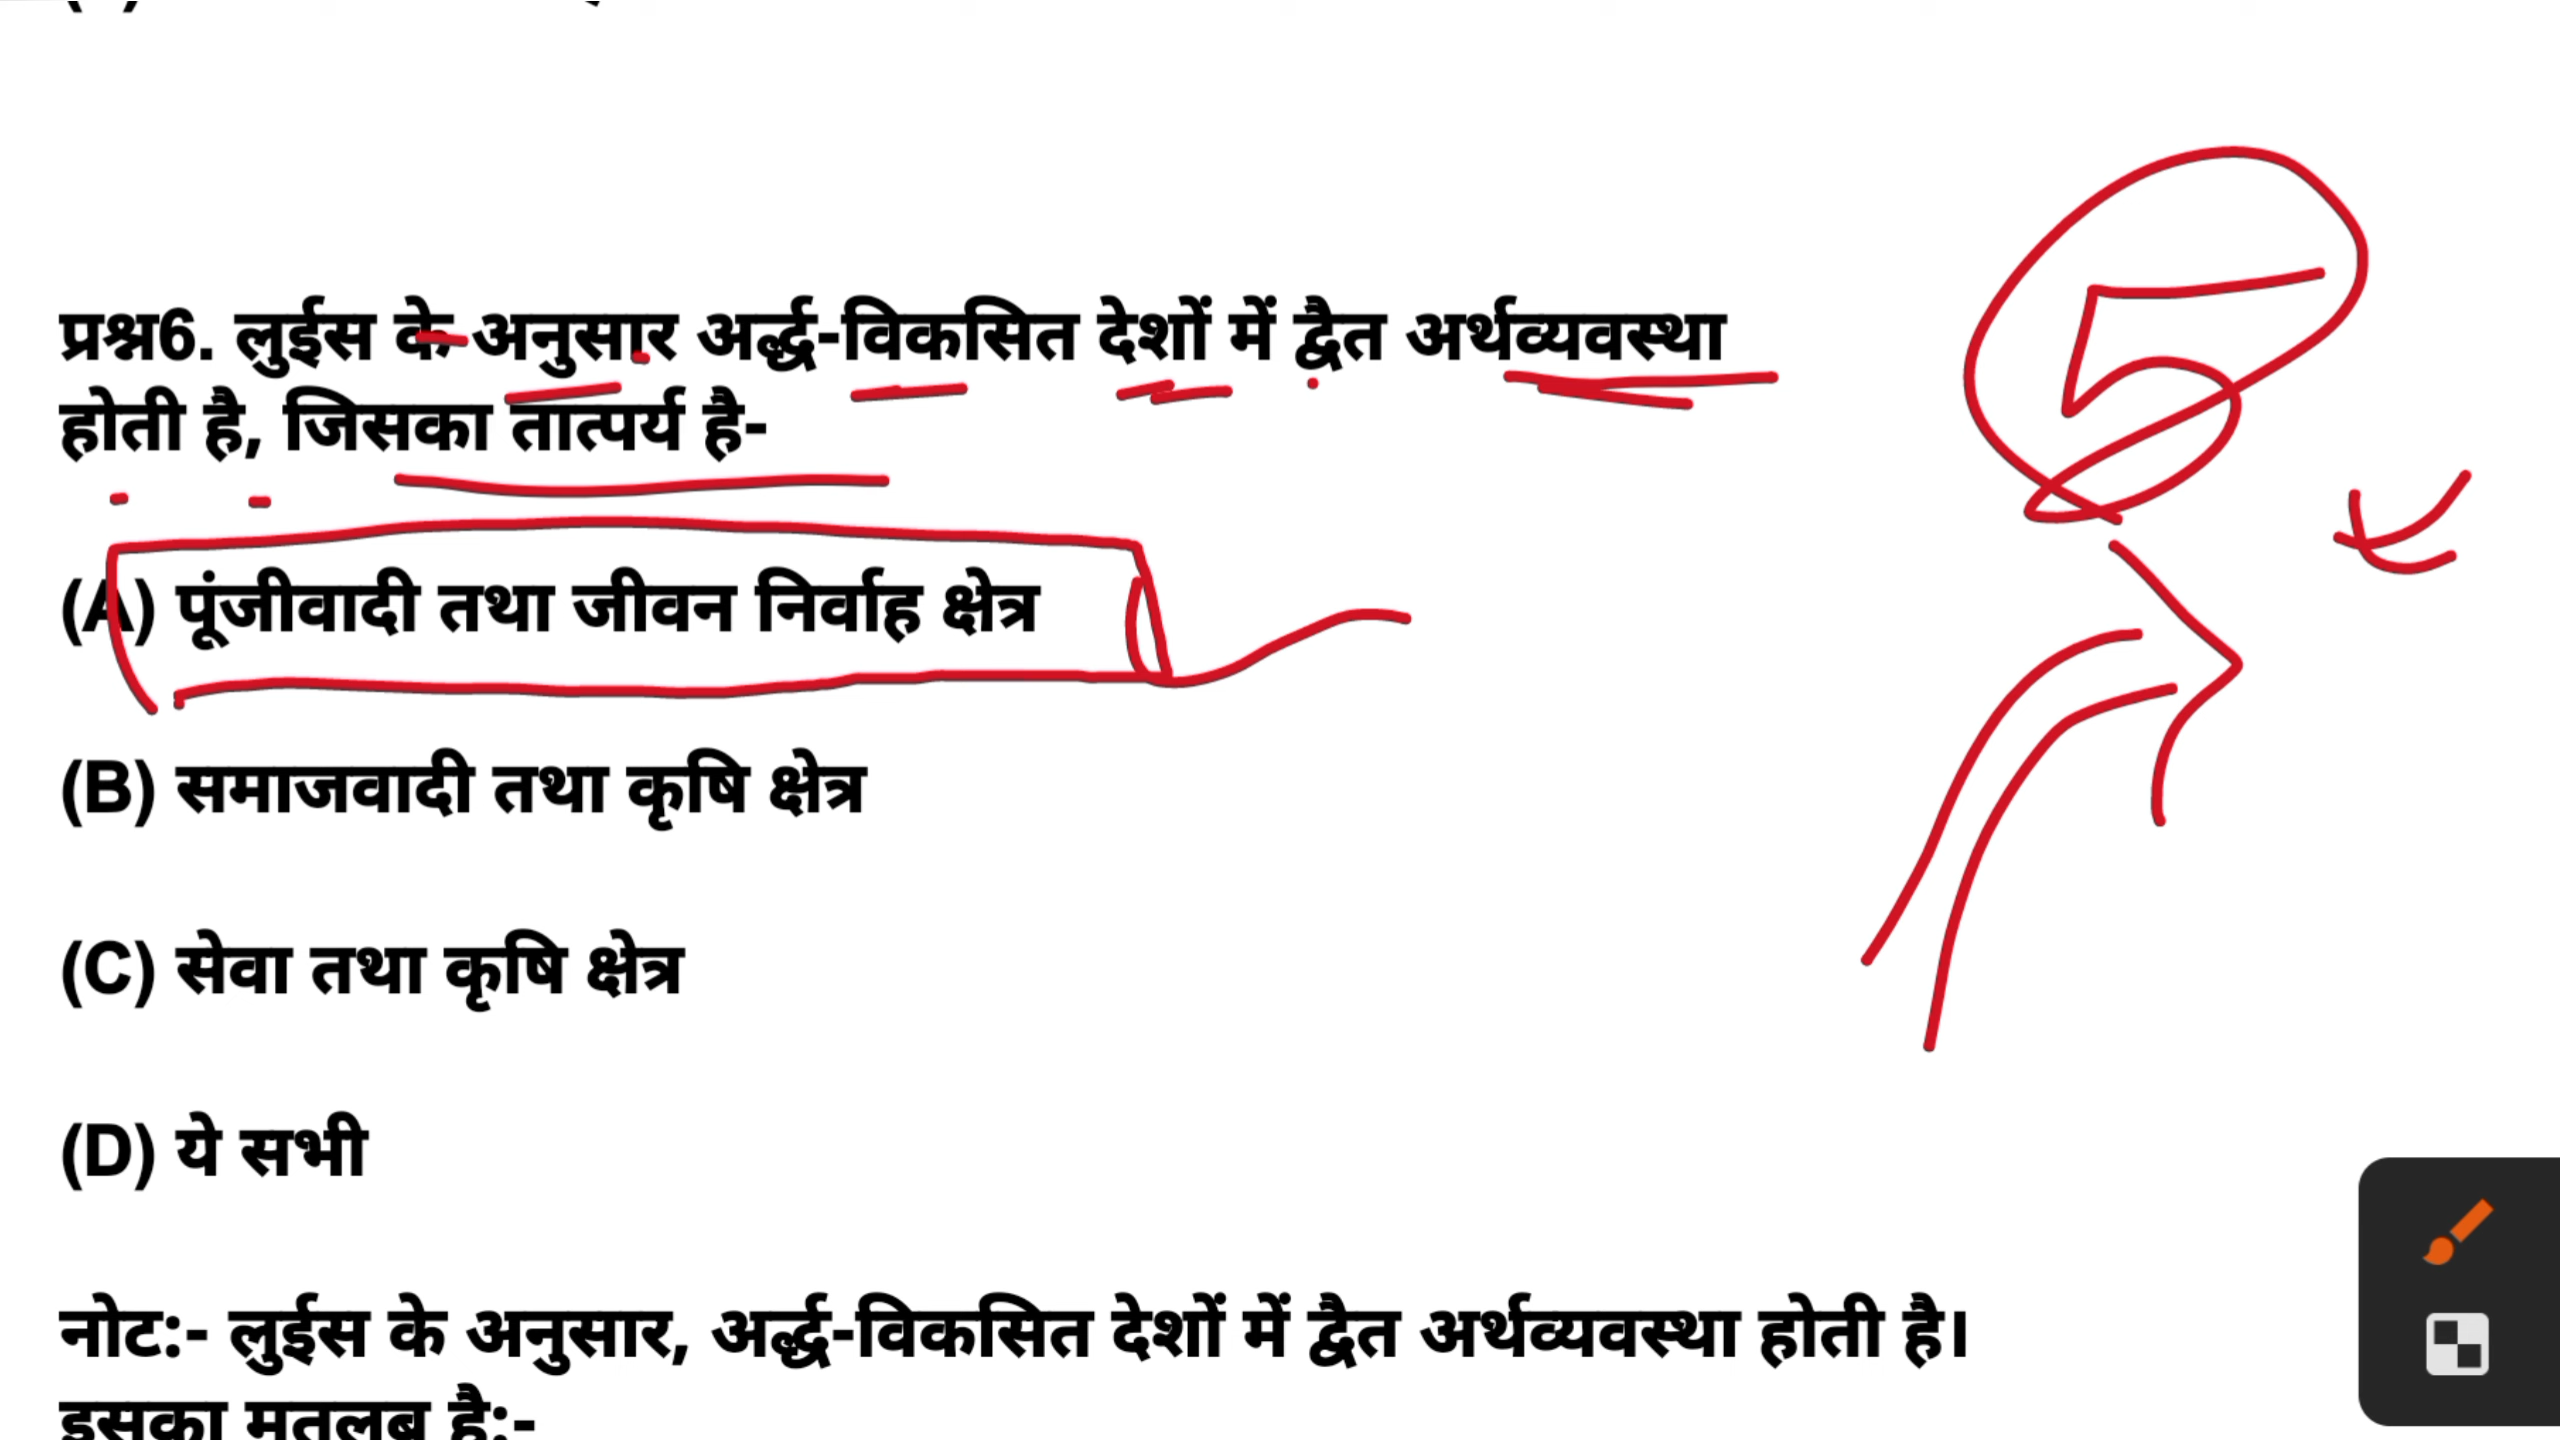 प्रश्न6. लुईस के अनुसार अर्द्ध-विकसित देशों में द्वैत अर्थव्यवस्था
होती है, जिसका तात्पर्य है-
5
(A) पूंजीवादी तथा जीवन निर्वाह क्षेत्र
(B) समाजवादी तथा कृषि क्षेत्र
(C) सेवा तथा कृषि क्षेत्र
(D) ये सभी
नोट:- लुईस के अनुसार, अर्द्ध-विकसित देशों में द्वैत अर्थव्यवस्था होती है।
इसका मतलब है:-